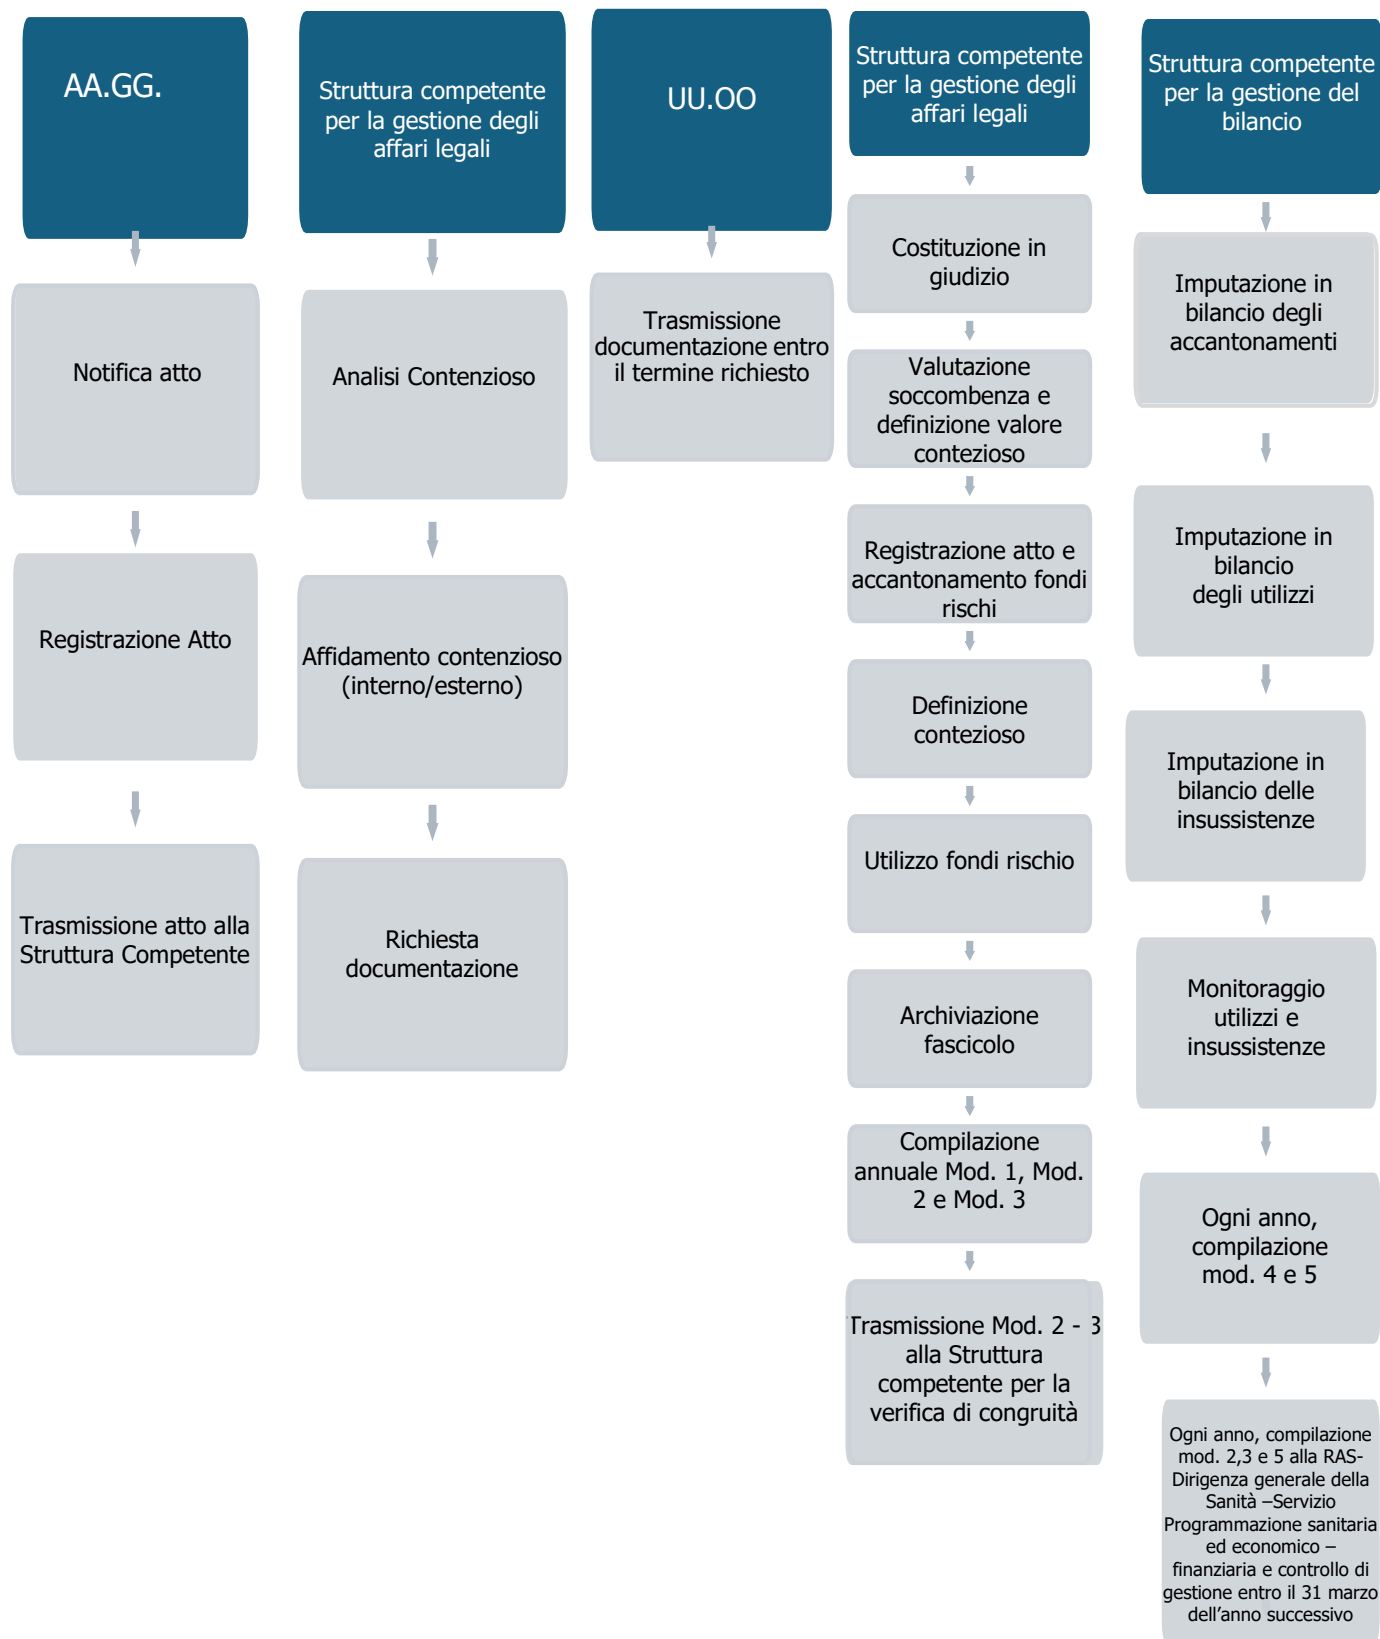 AA.GG.
Notifica atto
Registrazione Atto
Trasmissione atto alla
Struttura Competente
Struttura competente
per la gestione degli
affari legali
Analisi Contenzioso
Affidamento contenzioso
(interno/esterno)
Richiesta
documentazione
UU.OO
Trasmissione
documentazione entro
il termine richiesto
Struttura competente
per la gestione degli
affari legali
Costituzione in
giudizio
Valutazione
soccombenza e
definizione valore
contezioso
Registrazione atto e
accantonamento fondi
rischi
Definizione
contezioso
Utilizzo fondi rischio
Archiviazione
fascicolo
Compilazione
annuale Mod. 1, Mod.
2 e Mod. 3
Trasmissione Mod. 2 - 3
alla Struttura
competente per la
verifica di congruità
Struttura competente
per la gestione del
bilancio
Imputazione in
bilancio degli
accantonamenti
Imputazione in
bilancio
degli utilizzi
Imputazione in
bilancio delle
insussistenze
Monitoraggio
utilizzi e
insussistenze
Ogni anno,
compilazione
mod. 4 e 5
Ogni anno, compilazione
mod. 2,3 e 5 alla RAS-
Dirigenza generale della
Sanità –Servizio
Programmazione sanitaria
ed economico –
finanziaria e controllo di
gestione entro il 31 marzo
dell’anno successivo